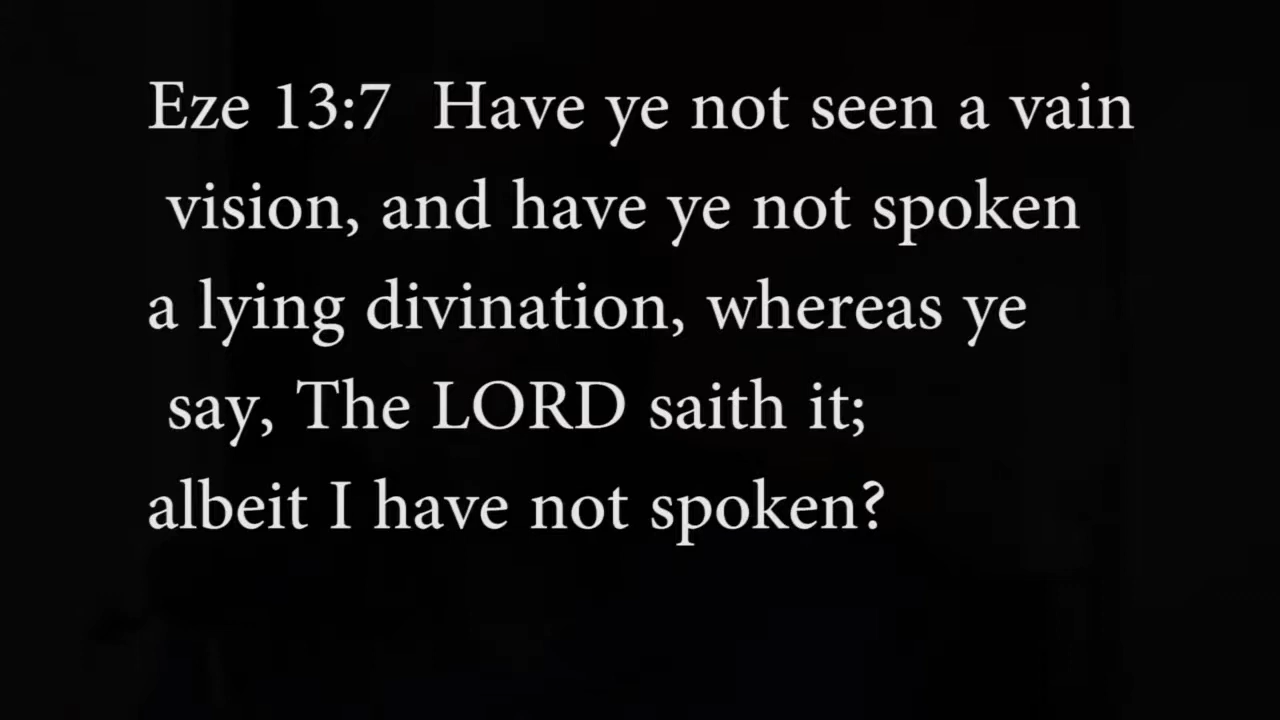 Eze 13:7  Have ye not seen a vain
vision, and have ye not spoken
a lying divination, whereas ye
say, The LORD saith it;
albeit I have not spoken?